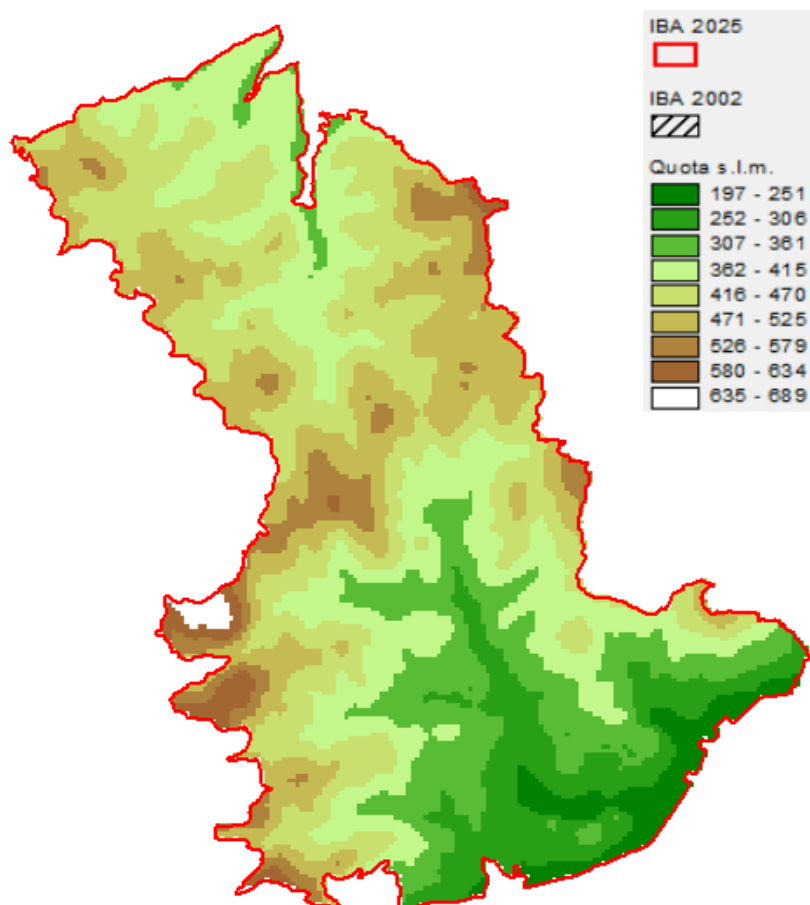 IBA 2025
IBA 2002
Quota s.l.m.
197 - 251
252 - 306
307 - 361
362 - 415
416 - 470
471 - 525
526 - 579
580 - 634
635 - 689